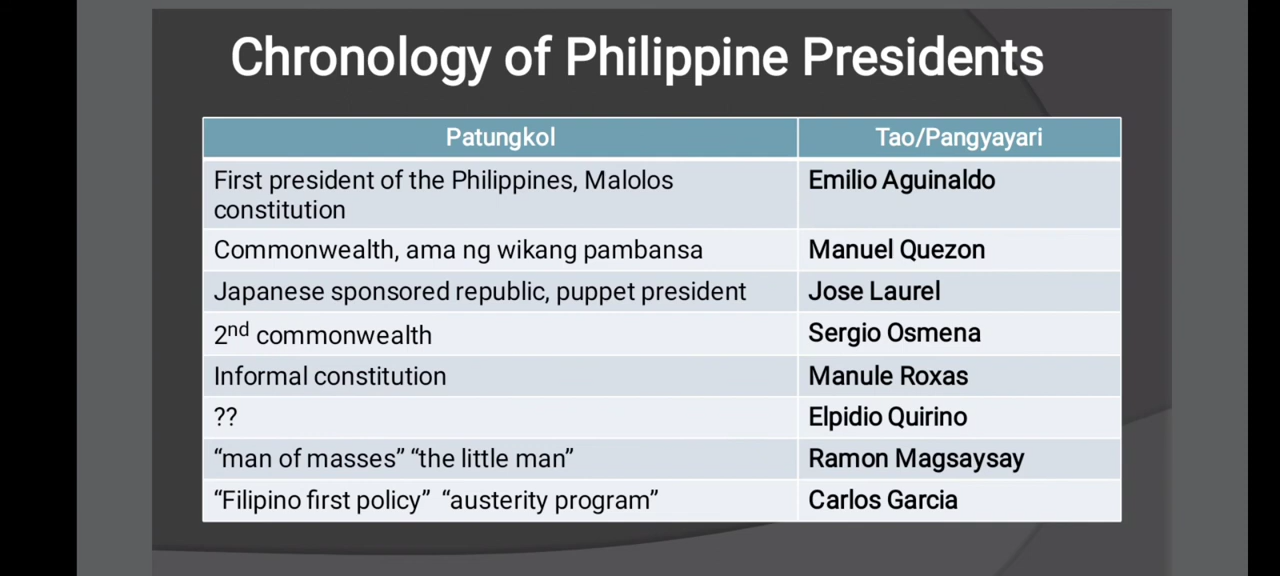 Chronology of Philippine Presidents
Patungkol
Tao/Pangyayari
First president of the Philippines, Malolos
constitution
Emilio Aguinaldo
Commonwealth, ama ng wikang pambansa
Manuel Quezon
Japanese sponsored republic, puppet president
Jose Laurel
2nd commonwealth
Sergio Osmena
Informal constitution
Manule Roxas
??
Elpidio Quirino
“man of masses” “the little man”
Ramon Magsaysay
“Filipino first policy”  “austerity program”
Carlos Garcia